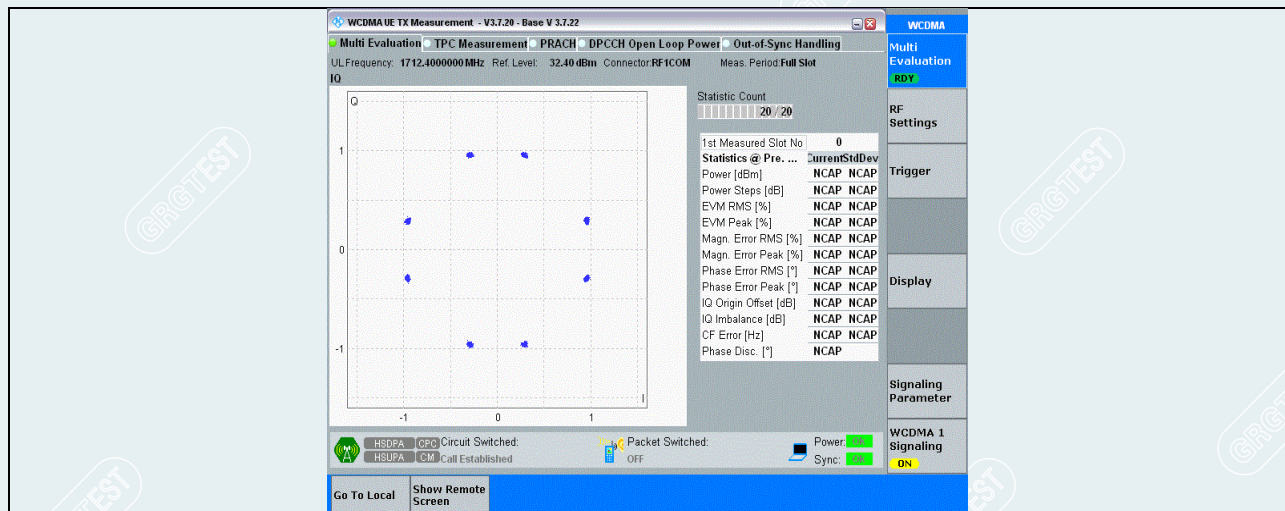 WCDMA UE TX Measurement - V3.7.20 - Base V 3.7.22
WCDMA
Multi Evaluation TPC Measurement PRACH DPCCH Open Loop Power Out-of-Sync Handling
UL Frequency: 1712.4000000 MHz Ref. Level: 32.40 dBm Connector: RF1COM Meas. Period: Full Slot
IQ
Q
1
0
-1
-1 0 1
I
Statistic Count
20 / 20
1st Measured Slot No 0
Statistics @ Pre. ... Current StdDev
Power [dBm] NCAP NCAP
Power Steps [dB] NCAP NCAP
EVM RMS [%] NCAP NCAP
EVM Peak [%] NCAP NCAP
Magn. Error RMS [%] NCAP NCAP
Magn. Error Peak [%] NCAP NCAP
Phase Error RMS [°] NCAP NCAP
Phase Error Peak [°] NCAP NCAP
IQ Origin Offset [dB] NCAP NCAP
IQ Imbalance [dB] NCAP NCAP
CF Error [Hz] NCAP NCAP
Phase Disc. [°] NCAP
Multi
Evaluation
RDY
RF
Settings
Trigger
Display
Signaling
Parameter
WCDMA 1
Signaling
ON
HSDPA CPC Circuit Switched:
HSUPA CM Call Established
Packet Switched:
OFF
Power: OK
Sync: OK
Go To Local
Show Remote
Screen
GRGTEST
GRGTEST
GRGTEST
GRGTEST